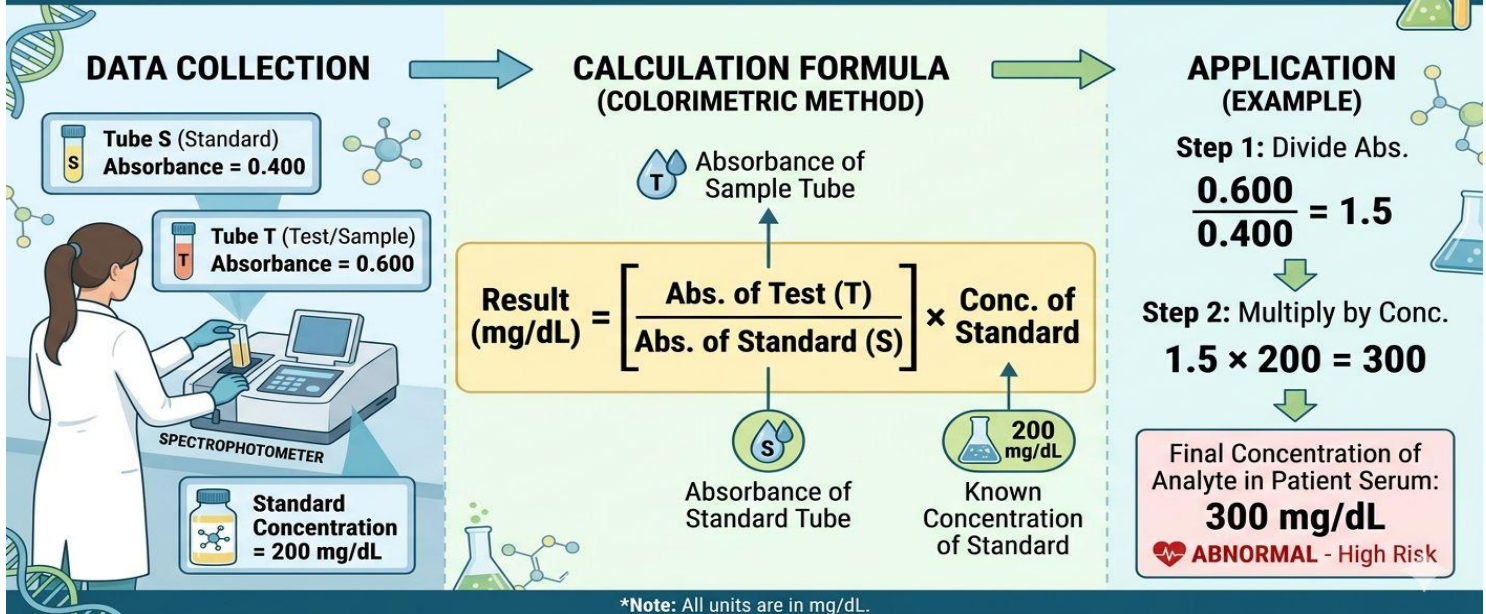 DATA COLLECTION
S
Tube S (Standard)
Absorbance = 0.400
T
Tube T (Test/Sample)
Absorbance = 0.600
SPECTROPHOTOMETER
Standard
Concentration
= 200 mg/dL
CALCULATION FORMULA
(COLORIMETRIC METHOD)
T
Absorbance of
Sample Tube
Result
(mg/dL)
=
[
Abs. of Test (T)
Abs. of Standard (S)
]
×
Conc. of
Standard
S
Absorbance of
Standard Tube
200
mg/dL
Known
Concentration
of Standard
APPLICATION
(EXAMPLE)
Step 1: Divide Abs.
0.600
0.400
= 1.5
Step 2: Multiply by Conc.
1.5 × 200 = 300
Final Concentration of
Analyte in Patient Serum:
300 mg/dL
ABNORMAL - High Risk
*Note: All units are in mg/dL.